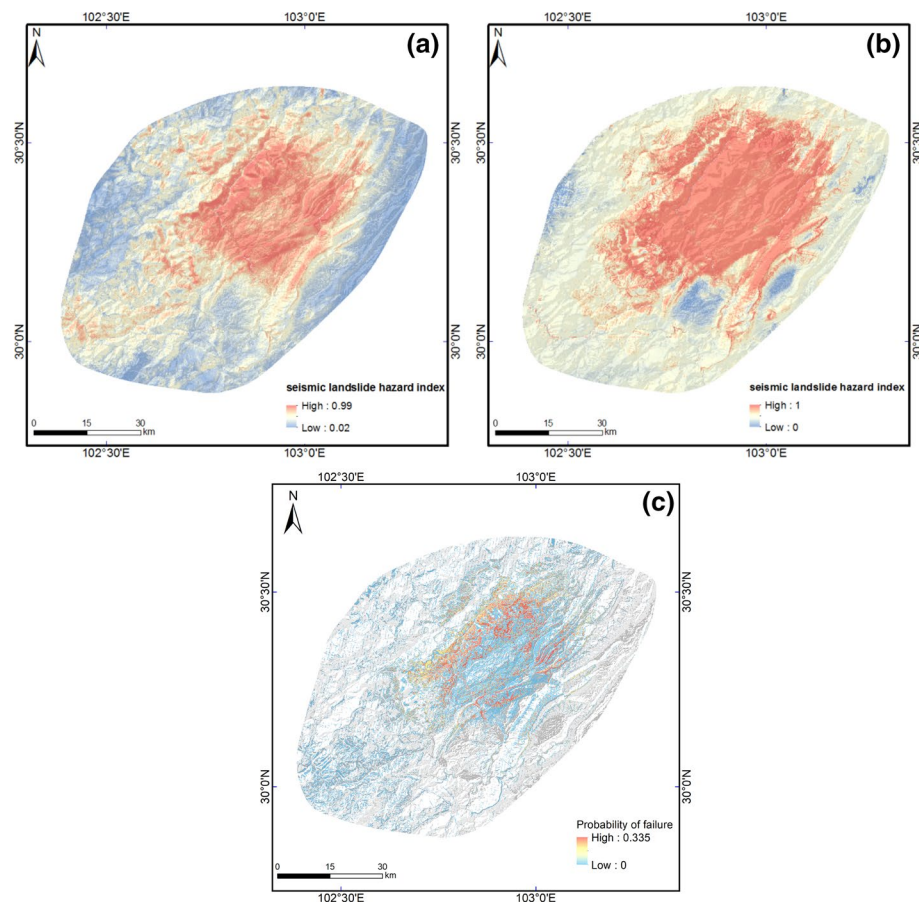 102°30'E 103°0'E
N
(a)
30°30'N
30°0'N
seismic landslide hazard index
High : 0.99
Low : 0.02
0 15 30
km
102°30'E 103°0'E
102°30'E 103°0'E
N
(b)
30°30'N
30°0'N
seismic landslide hazard index
High : 1
Low : 0
0 15 30
km
102°30'E 103°0'E
30°30'N
30°0'N
102°30'E 103°0'E
N
(c)
30°30'N
30°0'N
30°30'N
30°0'N
Probability of failure
High : 0.335
Low : 0
0 15 30
km
102°30'E 103°0'E